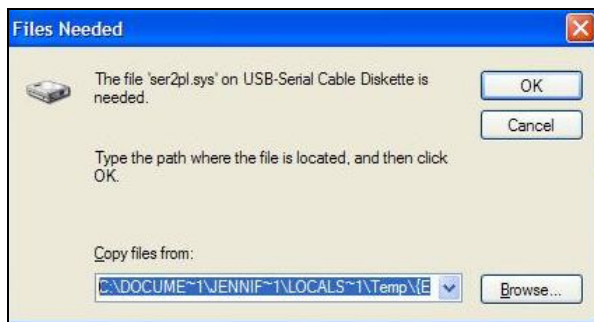 Files Needed
The file 'ser2pl.sys' on USB-Serial Cable Diskette is
needed.
OK
Cancel
Type the path where the file is located, and then click
OK.
Copy files from:
C:\DOCUME~1\JENNIF~1\LOCALS~1\Temp\{E
Browse...